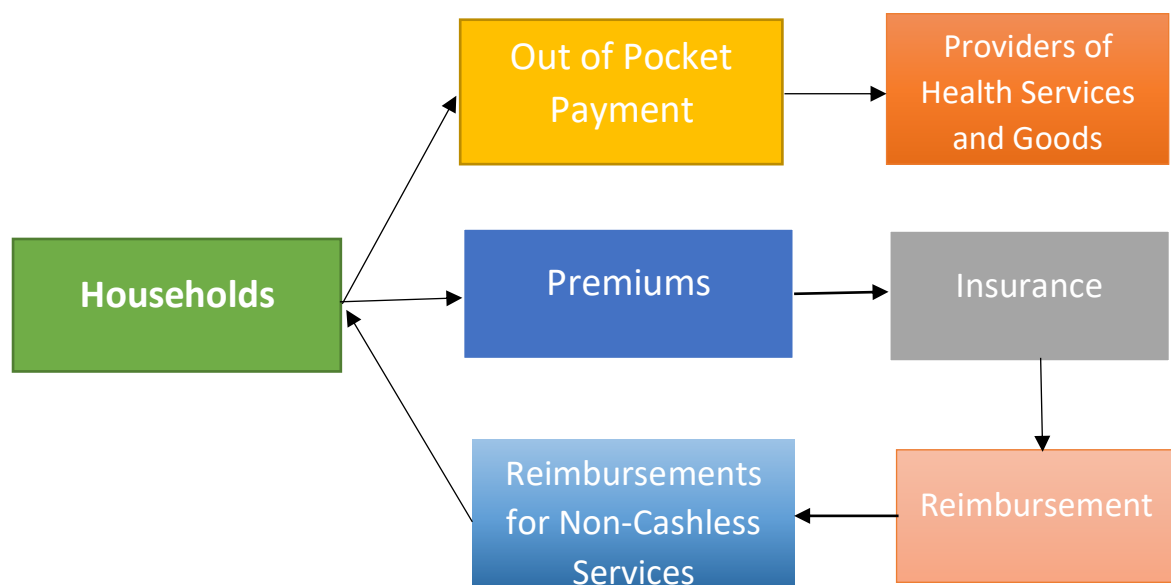 Out of Pocket
Payment
Providers of
Health Services
and Goods
Households
Premiums
Insurance
Reimbursements
for Non-Cashless
Services
Reimbursement